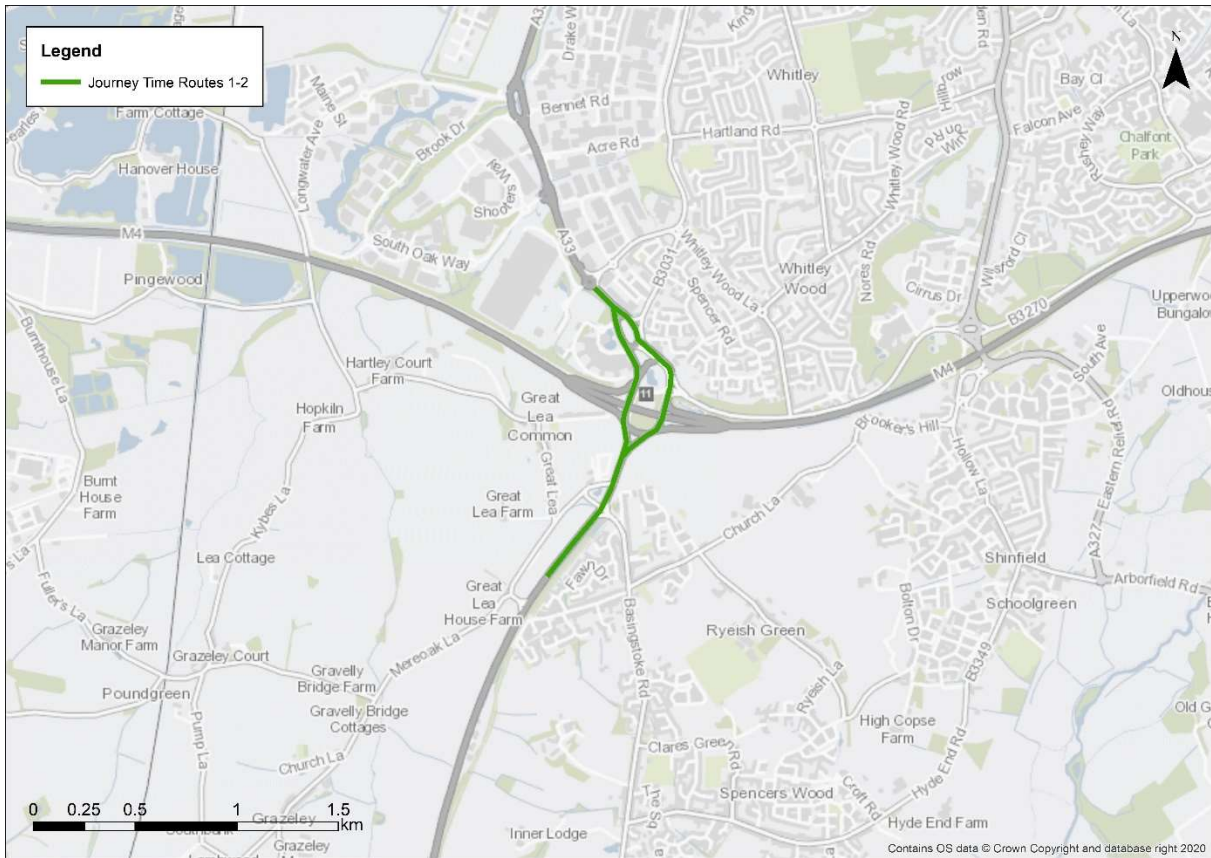 Legend
Journey Time Routes 1-2
N
Farm Cottage
Hanover House
Maine St
Longwater Ave
Brook Dr
Shooters Way
South Oak Way
Drake W
Bennet Rd
Acre Rd
Whitley
Hartland Rd
Whitley Wood Rd
Falcon Ave
Bay Cl
Rushey Way
Chalfont
Park
M4
Pingewood
A33
B3031
Whitley Wood La
Spencer Rd
Whitley
Wood
Nores Rd
Cirrus Dr
B3270
M4
South Ave
Burnthouse La
Hartley Court
Farm
Hopkiln
Farm
Great
Lea
Common
11
Great Lea
Brooker's Hill
Hollow La
Eastern Relief Rd
A327
Burnt
House
Farm
Kybes La
Great
Lea Farm
Church La
Lea Cottage
Fuller's La
Great
Lea
House Farm
Fawn Dr
Shinfield
Arborfield Rd
Schoolgreen
Grazeley
Manor Farm
Grazeley Court
Mereoak La
Basingstoke Rd
Ryeish Green
Bolton Dr
B3349
Poundgreen
Gravelly
Bridge Farm
Gravelly Bridge
Cottages
Ryeish La
Pump La
Church La
High Copse
Farm
Clares Green Rd
Hyde End Rd
Spencers Wood
Croft Rd
The Sq
Hyde End Farm
Inner Lodge
Grazeley
Grazeley
0 0.25 0.5 1 1.5
km
Contains OS data © Crown Copyright and database right 2020